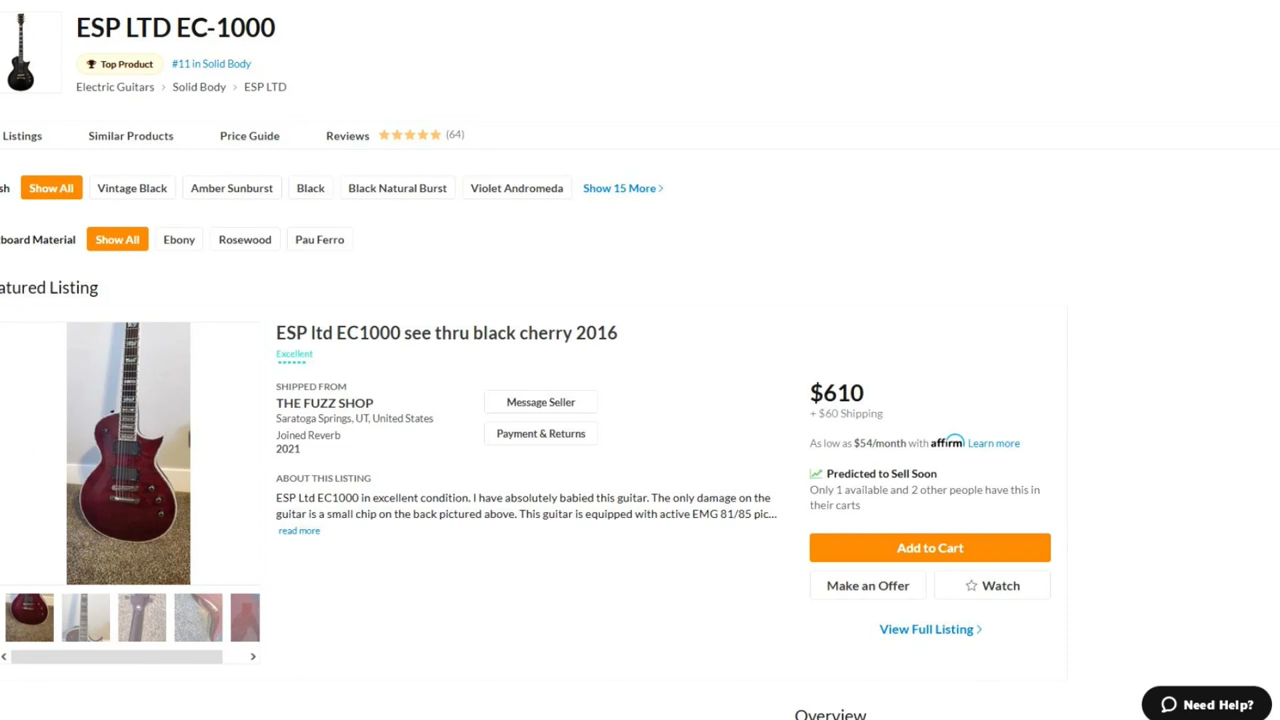 ESP LTD EC-1000
Top Product #11 in Solid Body
Electric Guitars > Solid Body > ESP LTD
Listings Similar Products Price Guide Reviews (64)
sh Show All Vintage Black Amber Sunburst Black Black Natural Burst Violet Andromeda Show 15 More >
board Material Show All Ebony Rosewood Pau Ferro
atured Listing
ESP ltd EC1000 see thru black cherry 2016
Excellent
SHIPPED FROM
THE FUZZ SHOP
Saratoga Springs, UT, United States
Joined Reverb
2021
Message Seller
Payment & Returns
ABOUT THIS LISTING
ESP Ltd EC1000 in excellent condition. I have absolutely babied this guitar. The only damage on the
guitar is a small chip on the back pictured above. This guitar is equipped with active EMG 81/85 pic...
read more
$610
+ $60 Shipping
As low as $54/month with affirm Learn more
Predicted to Sell Soon
Only 1 available and 2 other people have this in
their carts
Add to Cart
Make an Offer Watch
View Full Listing >
Overview
Need Help?